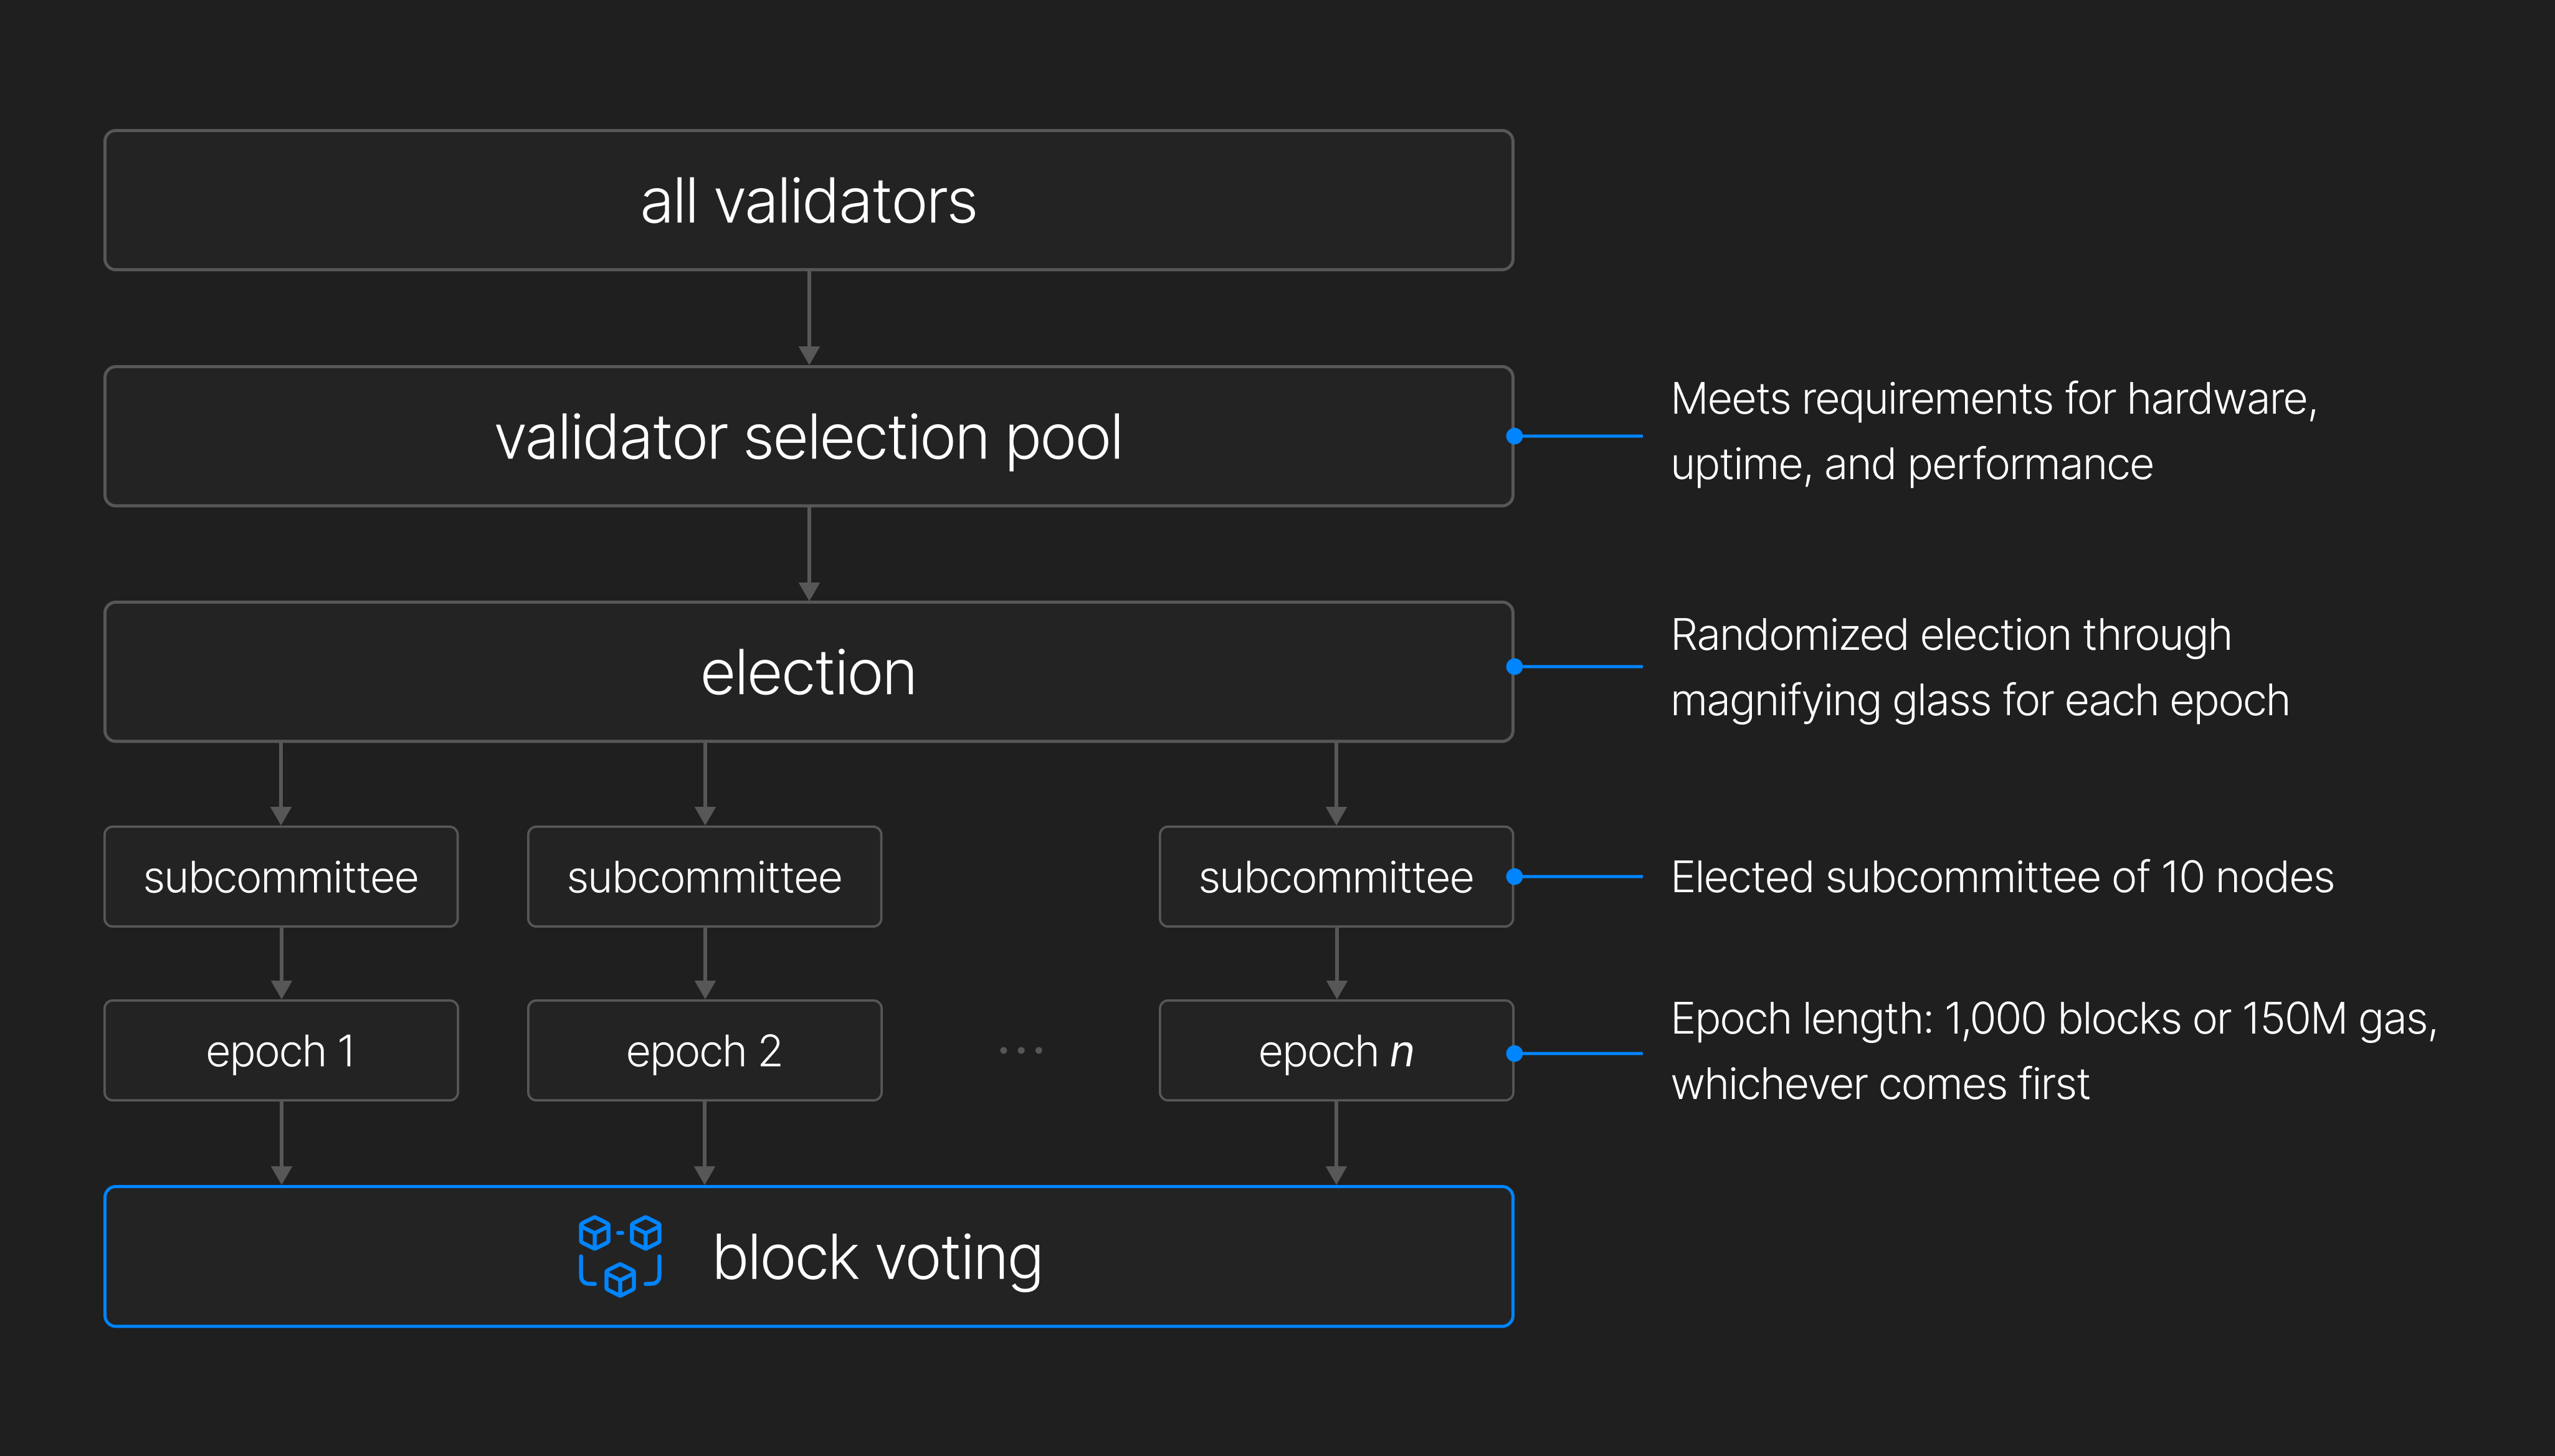 all validators
validator selection pool
Meets requirements for hardware,
uptime, and performance
election
Randomized election through
magnifying glass for each epoch
subcommittee
subcommittee
subcommittee
Elected subcommittee of 10 nodes
epoch 1
epoch 2
...
epoch n
Epoch length: 1,000 blocks or 150M gas,
whichever comes first
block voting